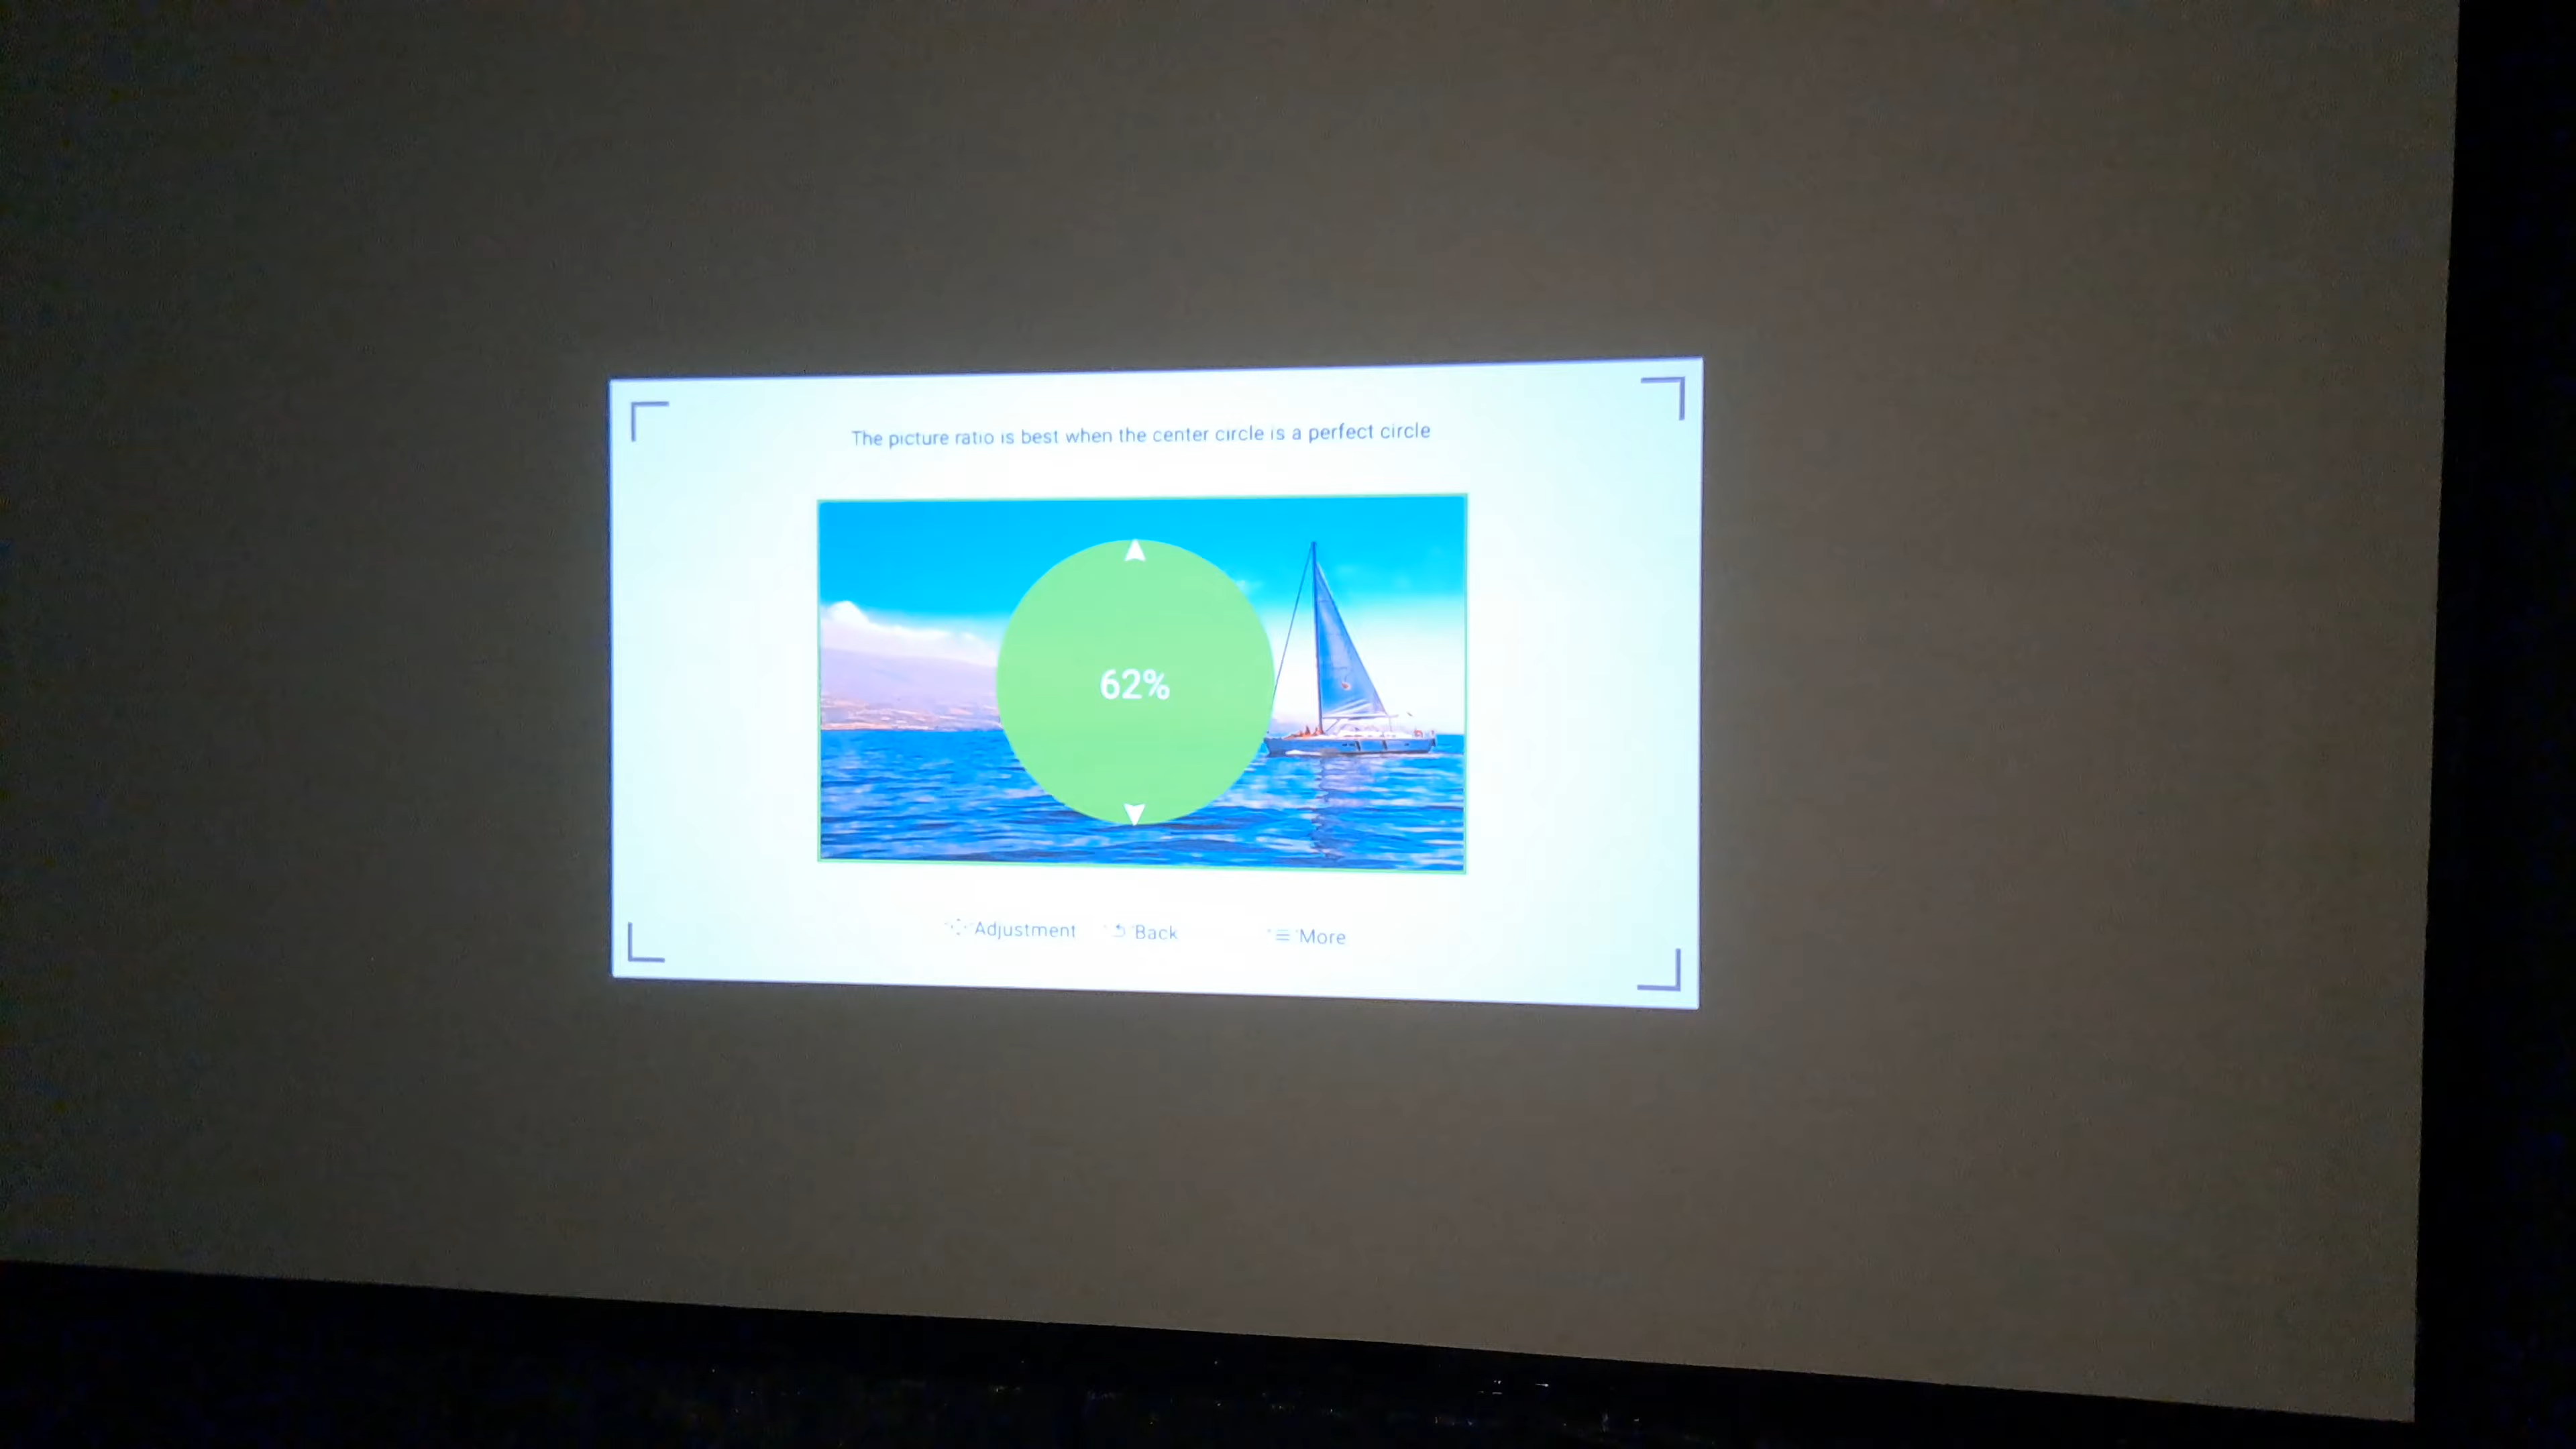 The picture ratio is best when the center circle is a perfect circle
62%
Adjustment Back More